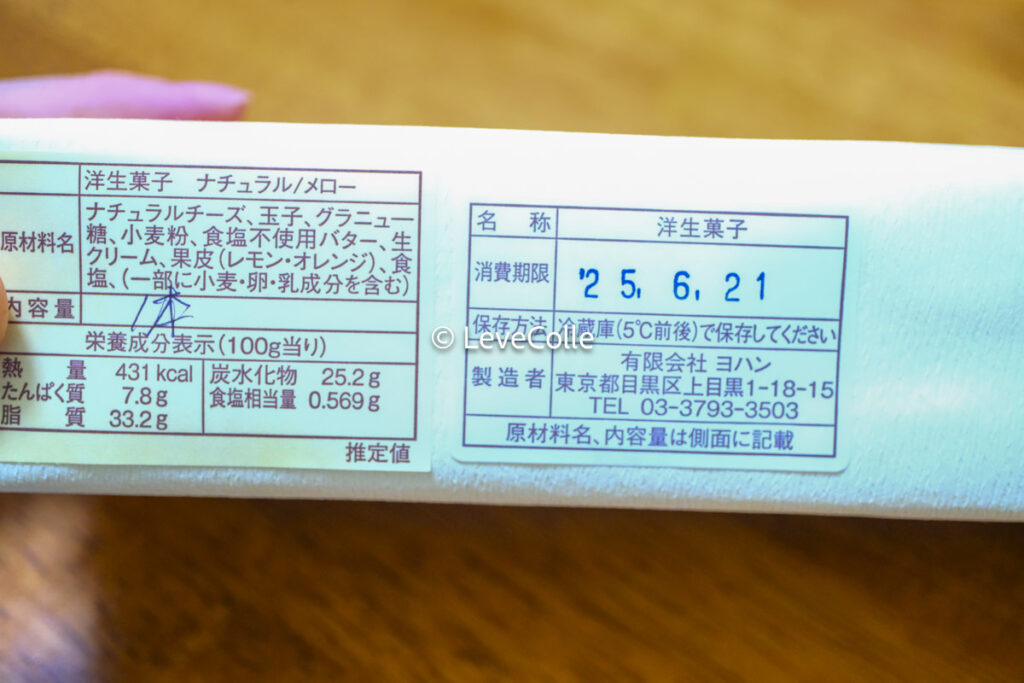 洋生菓子 ナチュラル/メロー
原材料名
ナチュラルチーズ、玉子、グラニュー
糖、小麦粉、食塩不使用バター、生
クリーム、果皮(レモン・オレンジ)、食
塩、(一部に小麦・卵・乳成分を含む)
内容量 1本
栄養成分表示(100g当り)
熱量 431kcal 炭水化物 25.2g
たんぱく質 7.8g 食塩相当量 0.569g
脂質 33.2g
推定値
名称 洋生菓子
消費期限 '25.6.21
保存方法 冷蔵庫(5℃前後)で保存してください
製造者
有限会社 ヨハン
東京都目黒区上目黒1-18-15
TEL 03-3793-3503
原材料名、内容量は側面に記載
© LeveColle